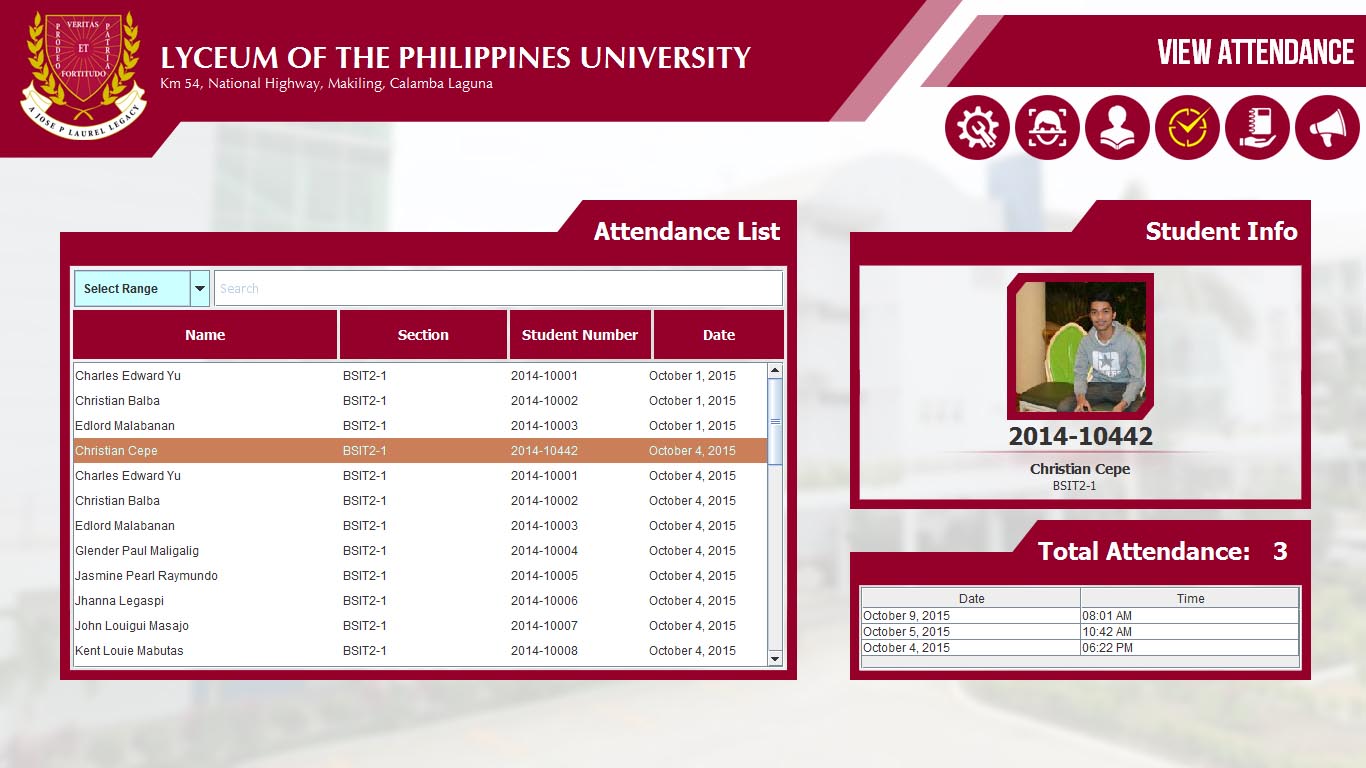 VERITAS
PRODEO
ET
PATRIA
FORTITUDO
A JOSE P LAUREL LEGACY
LYCEUM OF THE PHILIPPINES UNIVERSITY
Km 54, National Highway, Makiling, Calamba Laguna
VIEW ATTENDANCE
Attendance List
Select Range Search
Name Section Student Number Date
Charles Edward Yu BSIT2-1 2014-10001 October 1, 2015
Christian Balba BSIT2-1 2014-10002 October 1, 2015
Edlord Malabanan BSIT2-1 2014-10003 October 1, 2015
Christian Cepe BSIT2-1 2014-10442 October 4, 2015
Charles Edward Yu BSIT2-1 2014-10001 October 4, 2015
Christian Balba BSIT2-1 2014-10002 October 4, 2015
Edlord Malabanan BSIT2-1 2014-10003 October 4, 2015
Glender Paul Maligalig BSIT2-1 2014-10004 October 4, 2015
Jasmine Pearl Raymundo BSIT2-1 2014-10005 October 4, 2015
Jhanna Legaspi BSIT2-1 2014-10006 October 4, 2015
John Louigui Masajo BSIT2-1 2014-10007 October 4, 2015
Kent Louie Mabutas BSIT2-1 2014-10008 October 4, 2015
Student Info
2014-10442
Christian Cepe
BSIT2-1
Total Attendance: 3
Date Time
October 9, 2015 08:01 AM
October 5, 2015 10:42 AM
October 4, 2015 06:22 PM